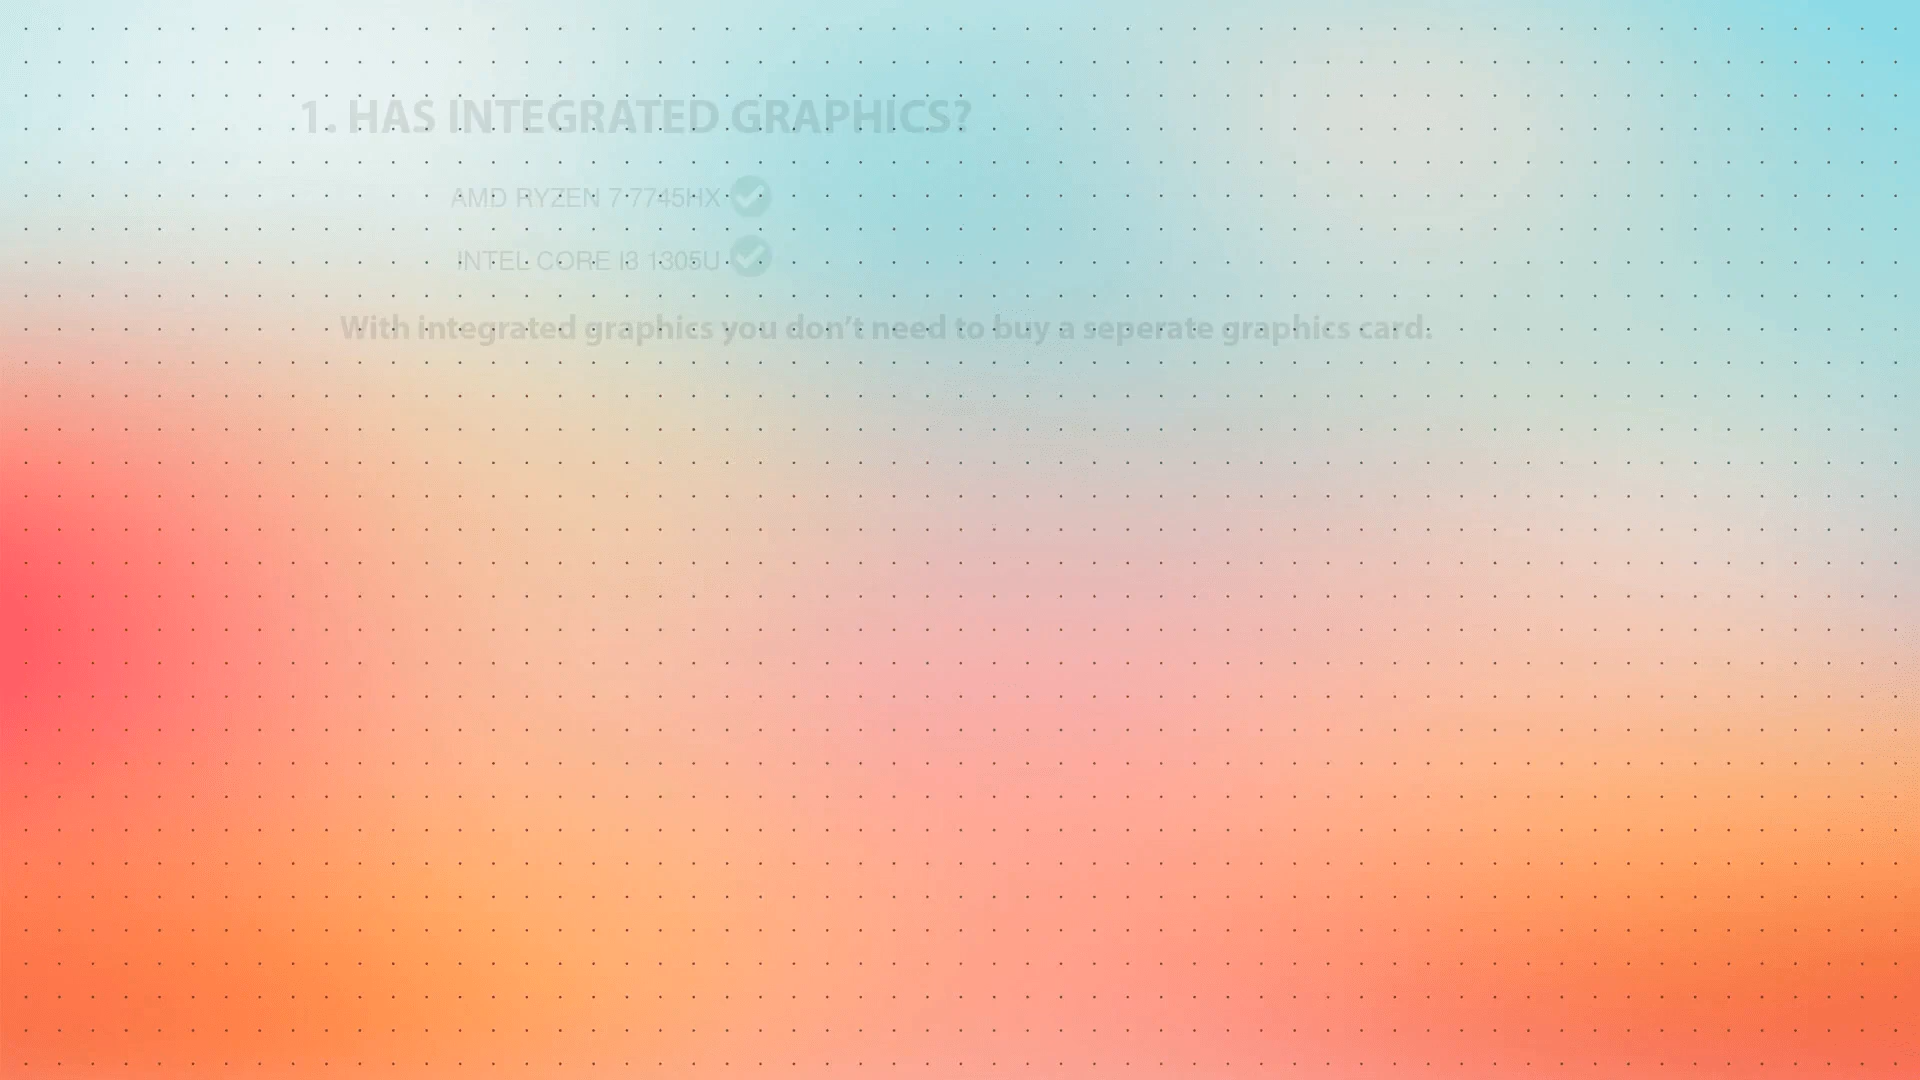 1. HAS INTEGRATED GRAPHICS?
AMD RYZEN 7 7745HX
INTEL CORE I3 1305U
With integrated graphics you don’t need to buy a seperate graphics card.